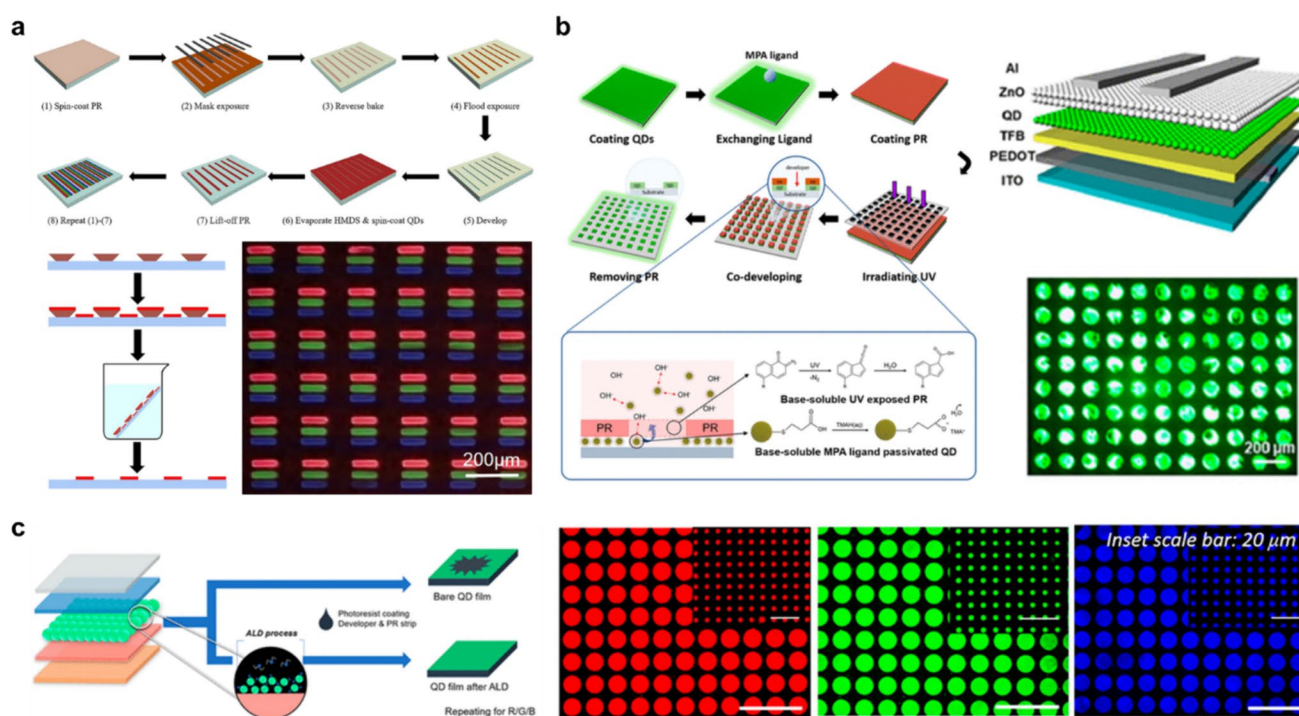 a
(1) Spin-coat PR
(2) Mask exposure
(3) Reverse bake
(4) Flood exposure
(8) Repeat (1)-(7)
(7) Lift-off PR
(6) Evaporate HMDS & spin-coat QDs
(5) Develop
200μm
b
MPA ligand
Coating QDs
Exchanging Ligand
Coating PR
developer
Substrate
Substrate
Removing PR
Co-developing
Irradiating UV
Al
ZnO
QD
TFB
PEDOT
ITO
OH-
OH-
OH-
OH-
OH-
PR
PR
UV
-N₂
H₂O
OH
Base-soluble UV exposed PR
S
OH
TMAH(aq)
S
H₂O
TMA+
Base-soluble MPA ligand passivated QD
200 μm
c
ALD process
Photoresist coating
Developer & PR strip
Bare QD film
QD film after ALD
Repeating for R/G/B
Inset scale bar: 20 μm